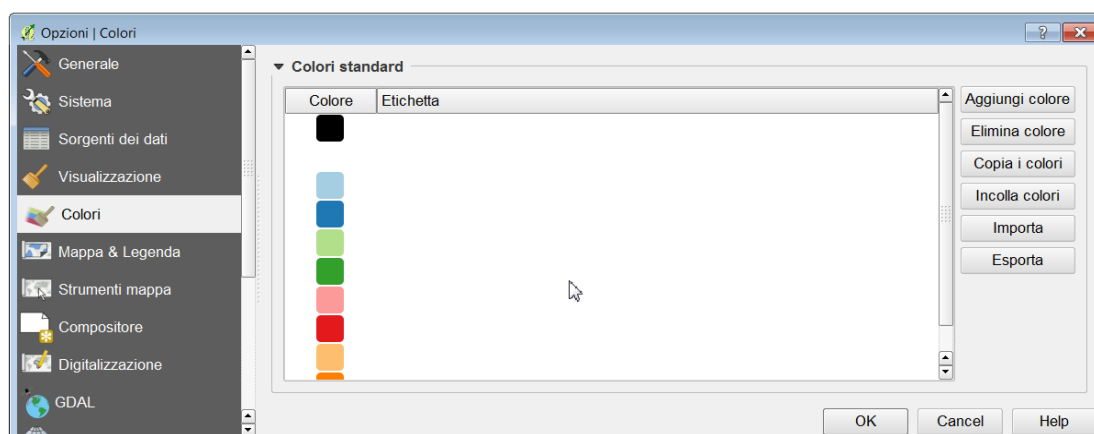 Opzioni | Colori
?
Generale
Sistema
Sorgenti dei dati
Visualizzazione
Colori
Mappa & Legenda
Strumenti mappa
Compositore
Digitalizzazione
GDAL
Colori standard
Colore Etichetta
Aggiungi colore
Elimina colore
Copia i colori
Incolla colori
Importa
Esporta
OK Cancel Help